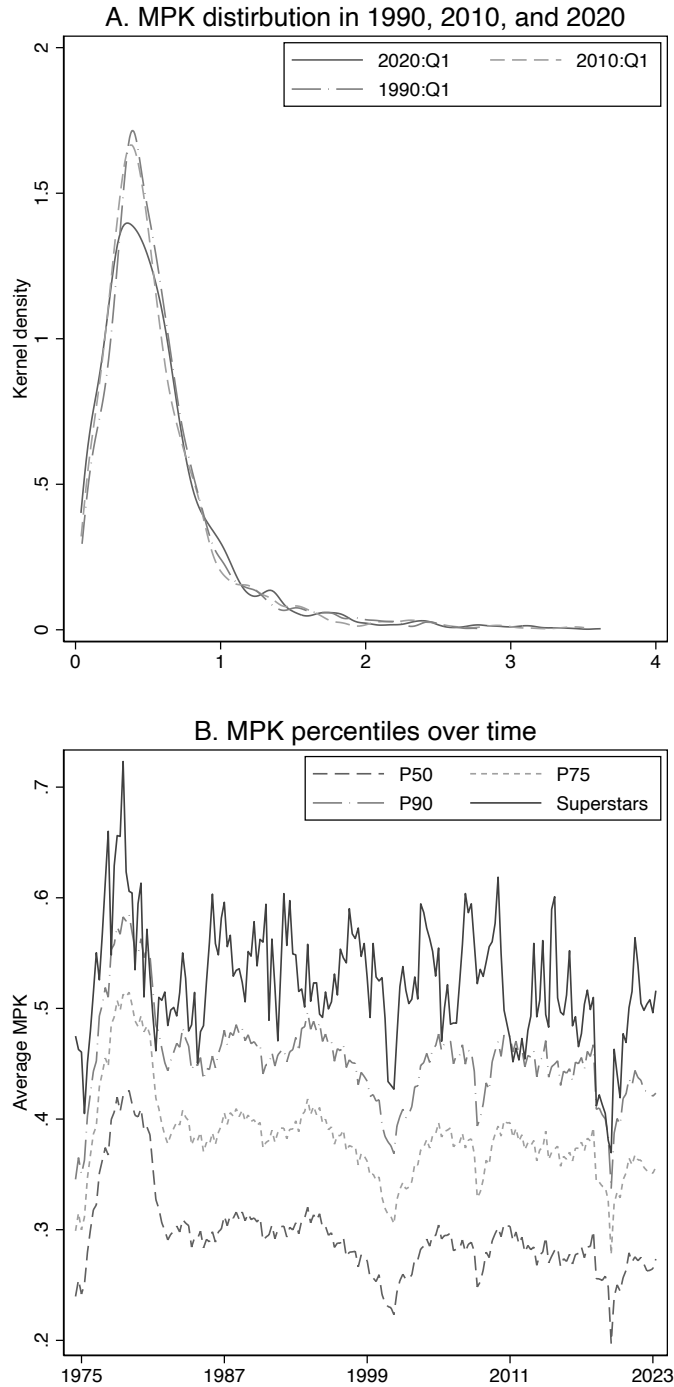 A. MPK distirbution in 1990, 2010, and 2020
2
2020:Q1 2010:Q1
1990:Q1
1.5
1
.5
0
Kernel density
0 1 2 3 4
B. MPK percentiles over time
P50 P75
P90 Superstars
.7
.6
.5
.4
.3
.2
Average MPK
1975 1987 1999 2011 2023